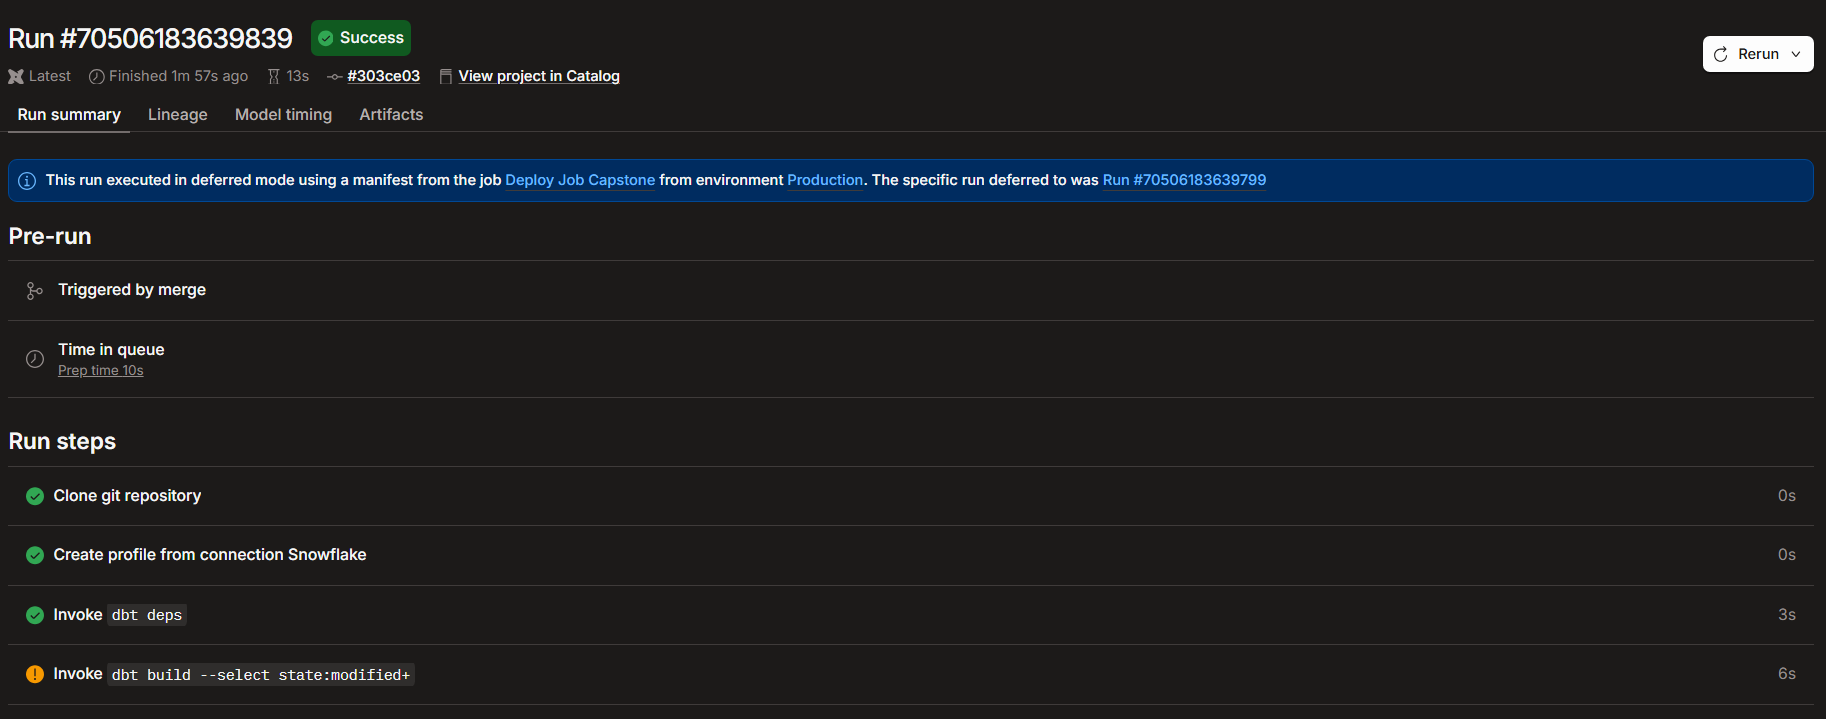 Run #70506183639839 Success
Latest Finished 1m 57s ago 13s #303ce03 View project in Catalog
Rerun
Run summary Lineage Model timing Artifacts
This run executed in deferred mode using a manifest from the job Deploy Job Capstone from environment Production. The specific run deferred to was Run #70506183639799
Pre-run
Triggered by merge
Time in queue
Prep time 10s
Run steps
Clone git repository 0s
Create profile from connection Snowflake 0s
Invoke dbt deps 3s
Invoke dbt build --select state:modified+ 6s